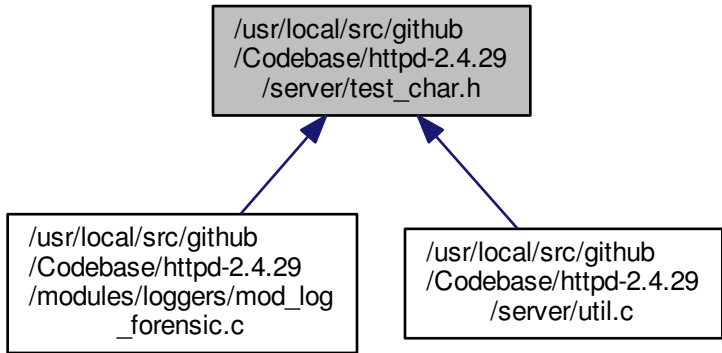 /usr/local/src/github
/Codebase/httpd-2.4.29
/server/test_char.h
/usr/local/src/github
/Codebase/httpd-2.4.29
/modules/loggers/mod_log
_forensic.c
/usr/local/src/github
/Codebase/httpd-2.4.29
/server/util.c